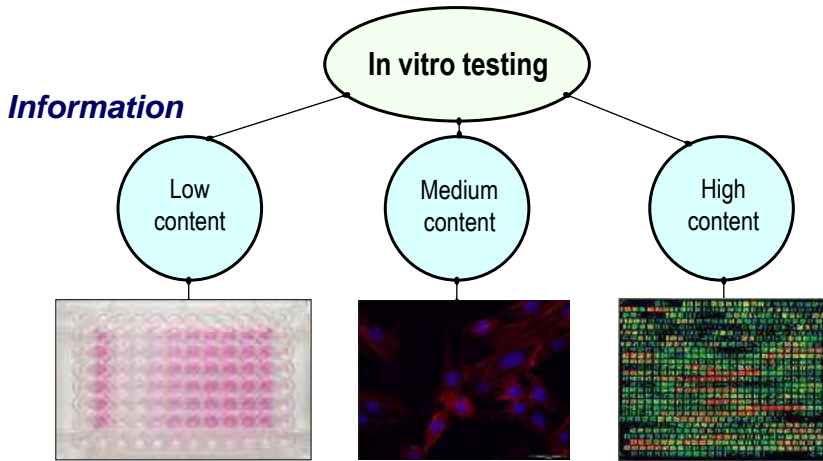 In vitro testing
Information
Low
content
Medium
content
High
content